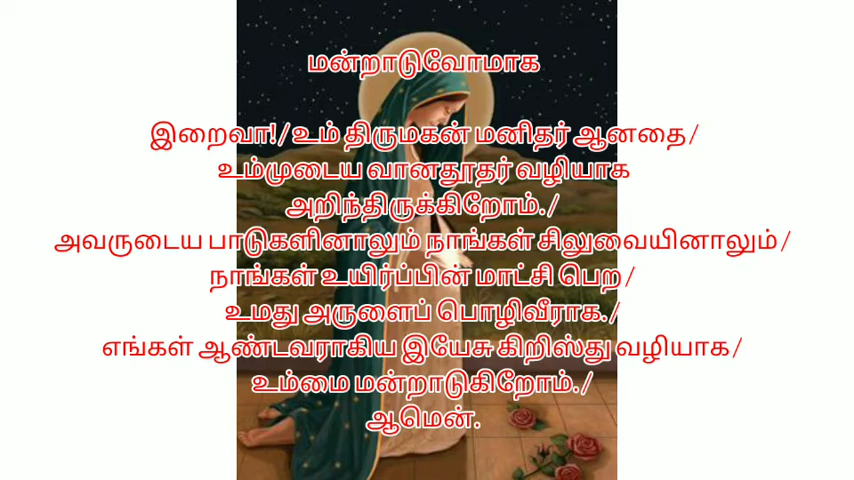 மன்றாடுவோமாக
இறைவா!/உம் திருமகன் மனிதர் ஆனதை/
உம்முடைய வானதூதர் வழியாக
அறிந்திருக்கிறோம்./
அவருடைய பாடுகளினாலும் நாங்கள் சிலுவையினாலும்/
நாங்கள் உயிர்ப்பின் மாட்சி பெற/
உமது அருளைப் பொழிவீராக./
எங்கள் ஆண்டவராகிய இயேசு கிறிஸ்து வழியாக/
உம்மை மன்றாடுகிறோம்./
ஆமென்.